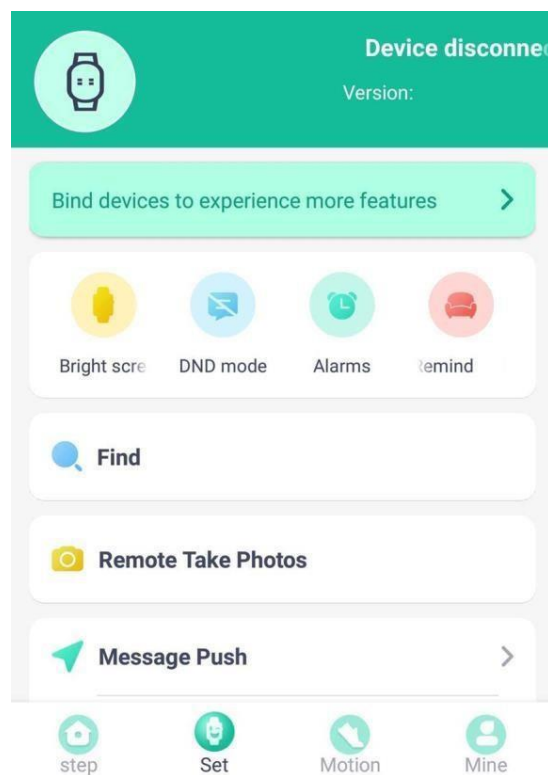 Device disconne
Version:
Bind devices to experience more features
Bright scre
DND mode
Alarms
Remind
Find
Remote Take Photos
Message Push
step
Set
Motion
Mine